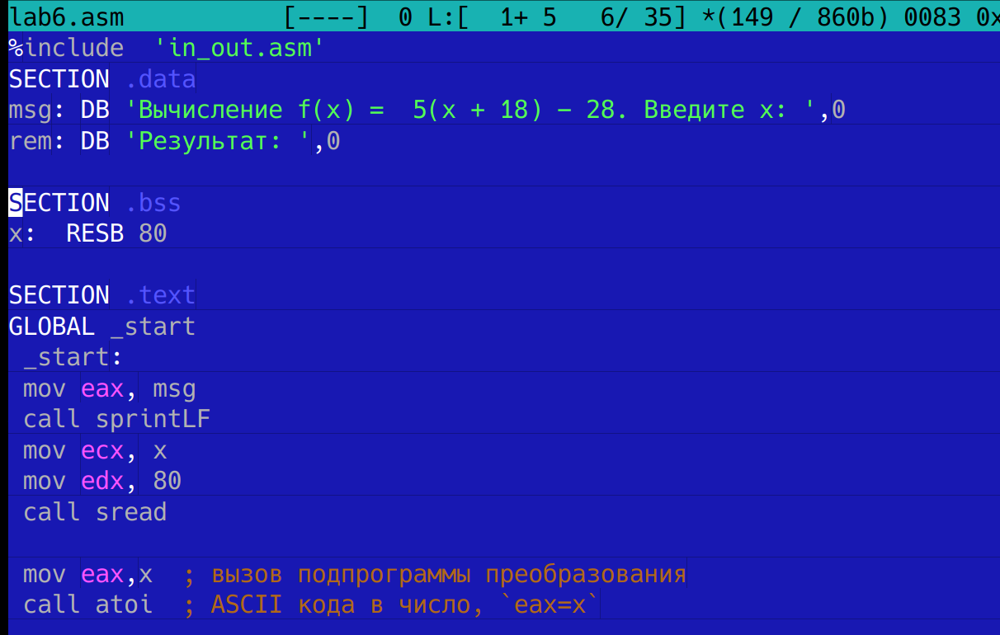 lab6.asm [----] 0 L:[ 1+ 5 6/ 35] *(149 / 860b) 0083 0x
%include 'in_out.asm'
SECTION .data
msg: DB 'Вычисление f(x) =  5(x + 18) - 28. Введите x: ',0
rem: DB 'Результат: ',0
SECTION .bss
x:  RESB 80
SECTION .text
GLOBAL _start
_start:
mov eax, msg
call sprintLF
mov ecx, x
mov edx, 80
call sread
mov eax,x ; вызов подпрограммы преобразования
call atoi ; ASCII кода в число, `eax=x`